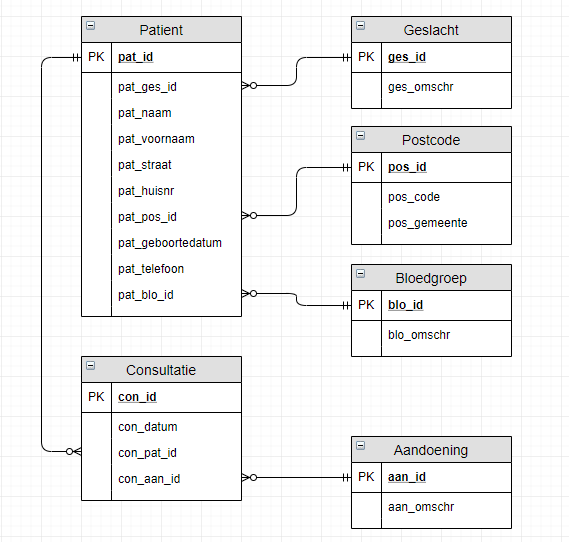 Patient
PK pat_id
pat_ges_id
pat_naam
pat_voornaam
pat_straat
pat_huisnr
pat_pos_id
pat_geboortedatum
pat_telefoon
pat_blo_id
Geslacht
PK ges_id
ges_omschr
Postcode
PK pos_id
pos_code
pos_gemeente
Bloedgroep
PK blo_id
blo_omschr
Consultatie
PK con_id
con_datum
con_pat_id
con_aan_id
Aandoening
PK aan_id
aan_omschr